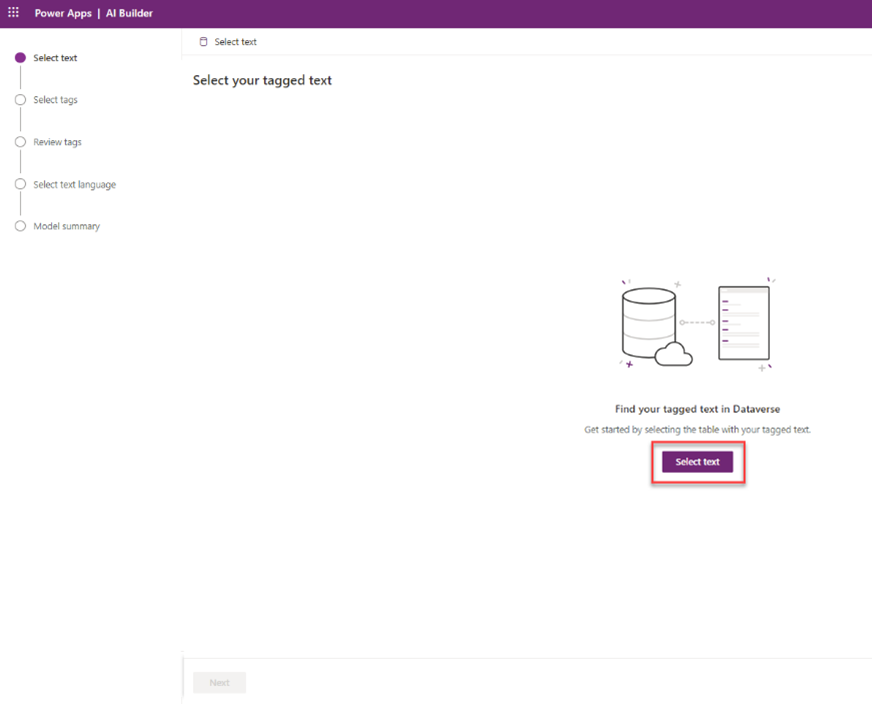 Power Apps | AI Builder
Select text
Select tags
Review tags
Select text language
Model summary
Select text
Select your tagged text
Find your tagged text in Dataverse
Get started by selecting the table with your tagged text.
Select text
Next